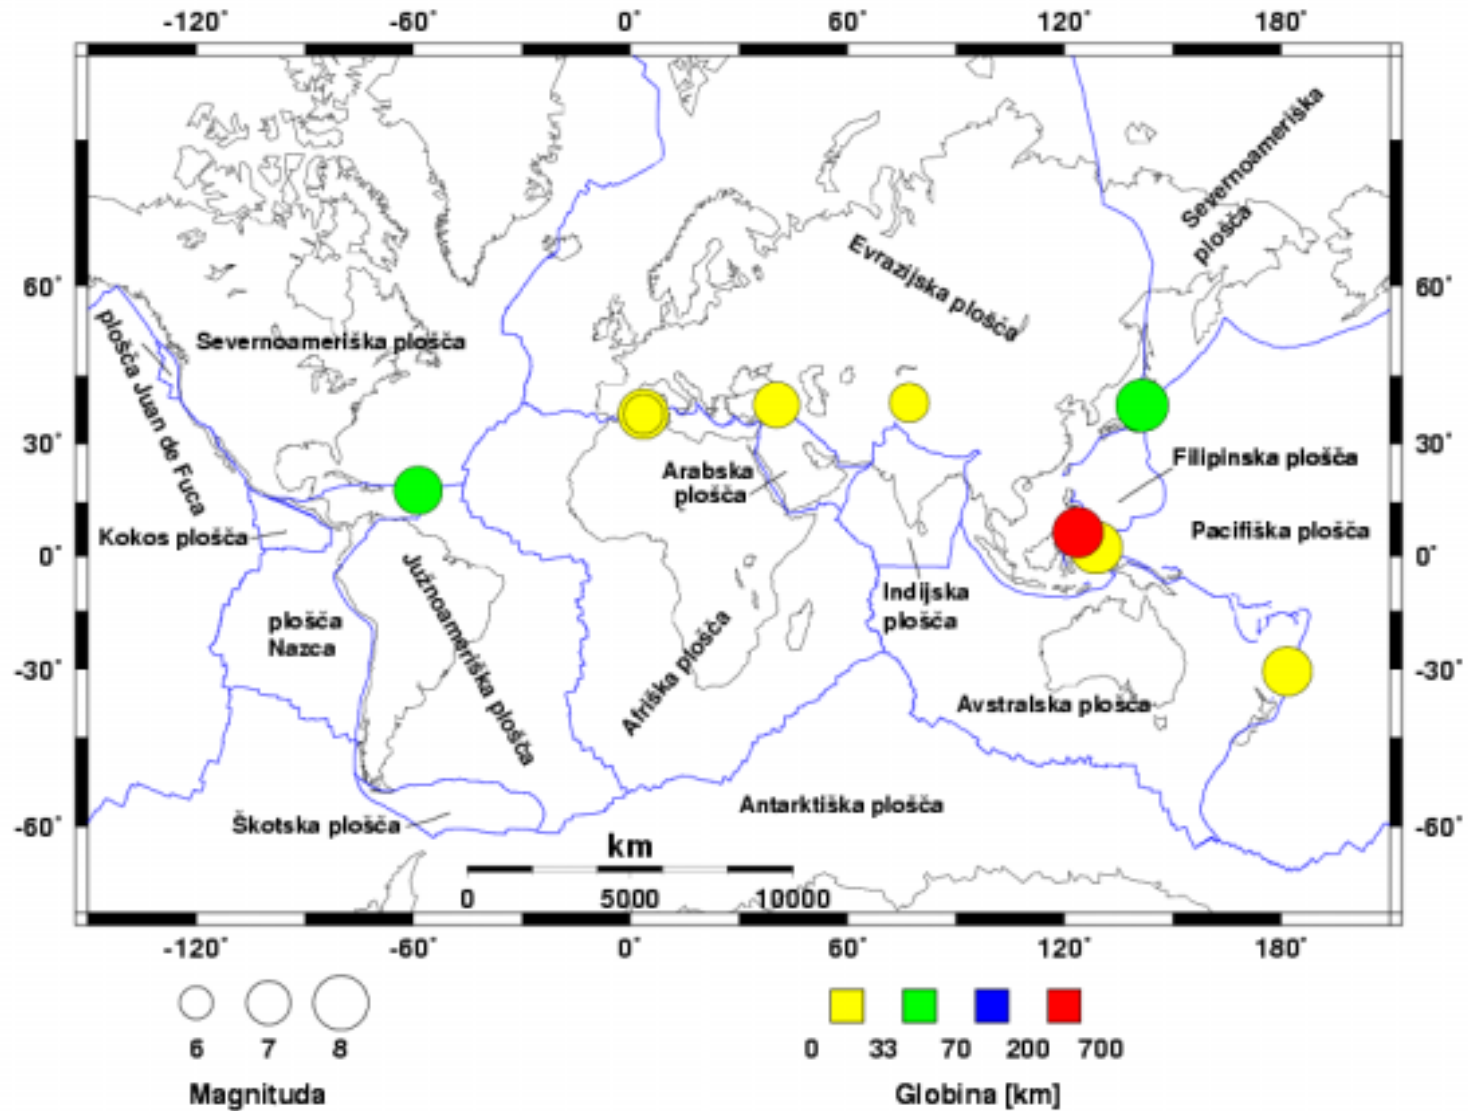 -120° -60° 0° 60° 120° 180°
Severnoameriška
plošča
Evrazijska plošča
60° 60°
Severnoameriška plošča
plošča Juan de Fuca
30° 30°
Arabska
plošča
Filipinska plošča
Kokos plošča
Pacifiška plošča
0° 0°
Južnoameriška plošča
Indijska
plošča
plošča
Nazca
Afriška plošča
-30° -30°
Avstralska plošča
Antarktiška plošča
Škotska plošča
-60° -60°
km
0 5000 10000
-120° -60° 0° 60° 120° 180°
6 7 8
0 33 70 200 700
Magnituda
Globina [km]